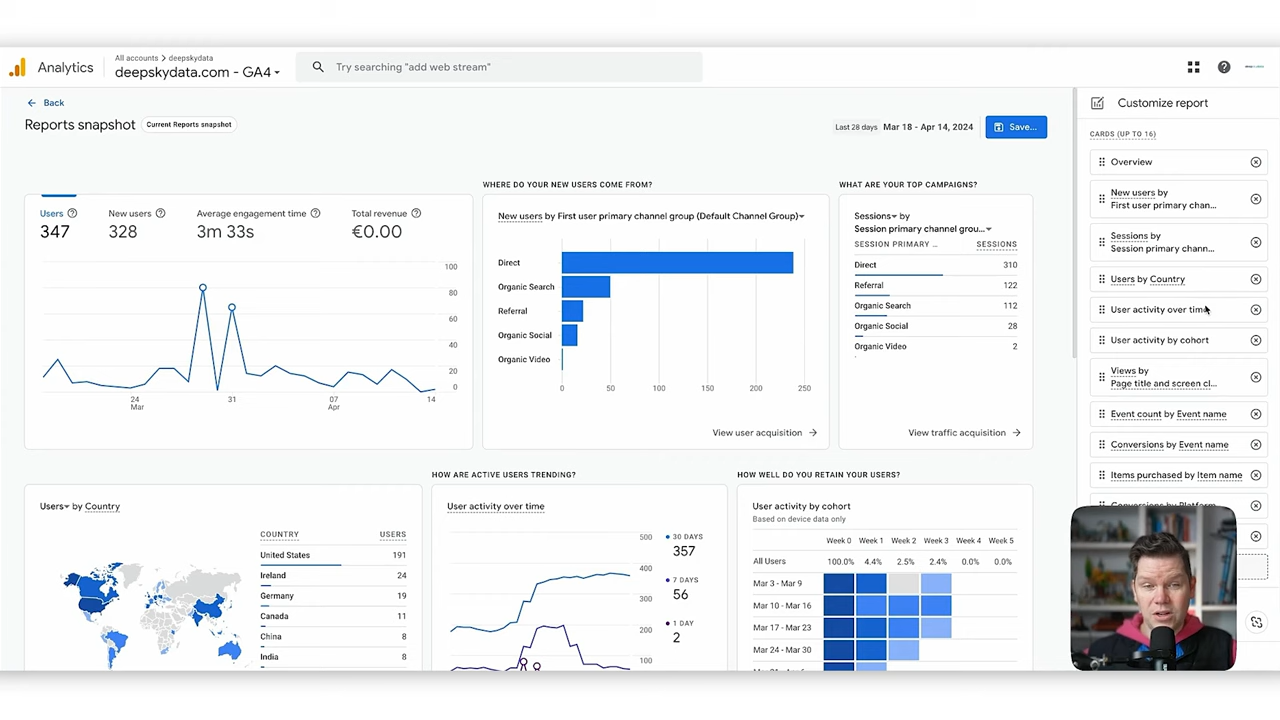 Analytics
All accounts > deepskydata
deepskydata.com - GA4
Try searching "add web stream"
Back
Reports snapshot
Current Reports snapshot
Last 28 days Mar 18 - Apr 14, 2024
Save...
Users
347
New users
328
Average engagement time
3m 33s
Total revenue
€0.00
100
80
60
40
20
0
24
Mar
31
07
Apr
14
WHERE DO YOUR NEW USERS COME FROM?
New users by First user primary channel group (Default Channel Group)
Direct
Organic Search
Referral
Organic Social
Organic Video
0 50 100 150 200 250
View user acquisition
WHAT ARE YOUR TOP CAMPAIGNS?
Sessions by
Session primary channel grou...
SESSION PRIMARY ... SESSIONS
Direct 310
Referral 122
Organic Search 112
Organic Social 28
Organic Video 2
View traffic acquisition
Users by Country
COUNTRY USERS
United States 191
Ireland 24
Germany 19
Canada 11
China 8
India 8
HOW ARE ACTIVE USERS TRENDING?
User activity over time
500
400
300
200
100
30 DAYS
357
7 DAYS
56
1 DAY
2
HOW WELL DO YOU RETAIN YOUR USERS?
User activity by cohort
Based on device data only
Week 0 Week 1 Week 2 Week 3 Week 4 Week 5
All Users 100.0% 4.4% 2.5% 2.4% 0.0% 0.0%
Mar 3 - Mar 9
Mar 10 - Mar 16
Mar 17 - Mar 23
Mar 24 - Mar 30
Customize report
CARDS (UP TO 16)
Overview
New users by
First user primary chan...
Sessions by
Session primary chann...
Users by Country
User activity over time
User activity by cohort
Views by
Page title and screen cl...
Event count by Event name
Conversions by Event name
Items purchased by Item name
Conversions by Platform